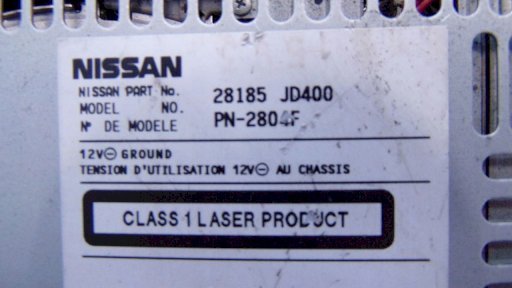 NISSAN
NISSAN PART No. 28185 JD400
MODEL NO. PN-2804F
Nº DE MODELE
12V⊖ GROUND
TENSION D'UTILISATION 12V⊖ AU CHASSIS
CLASS 1 LASER PRODUCT